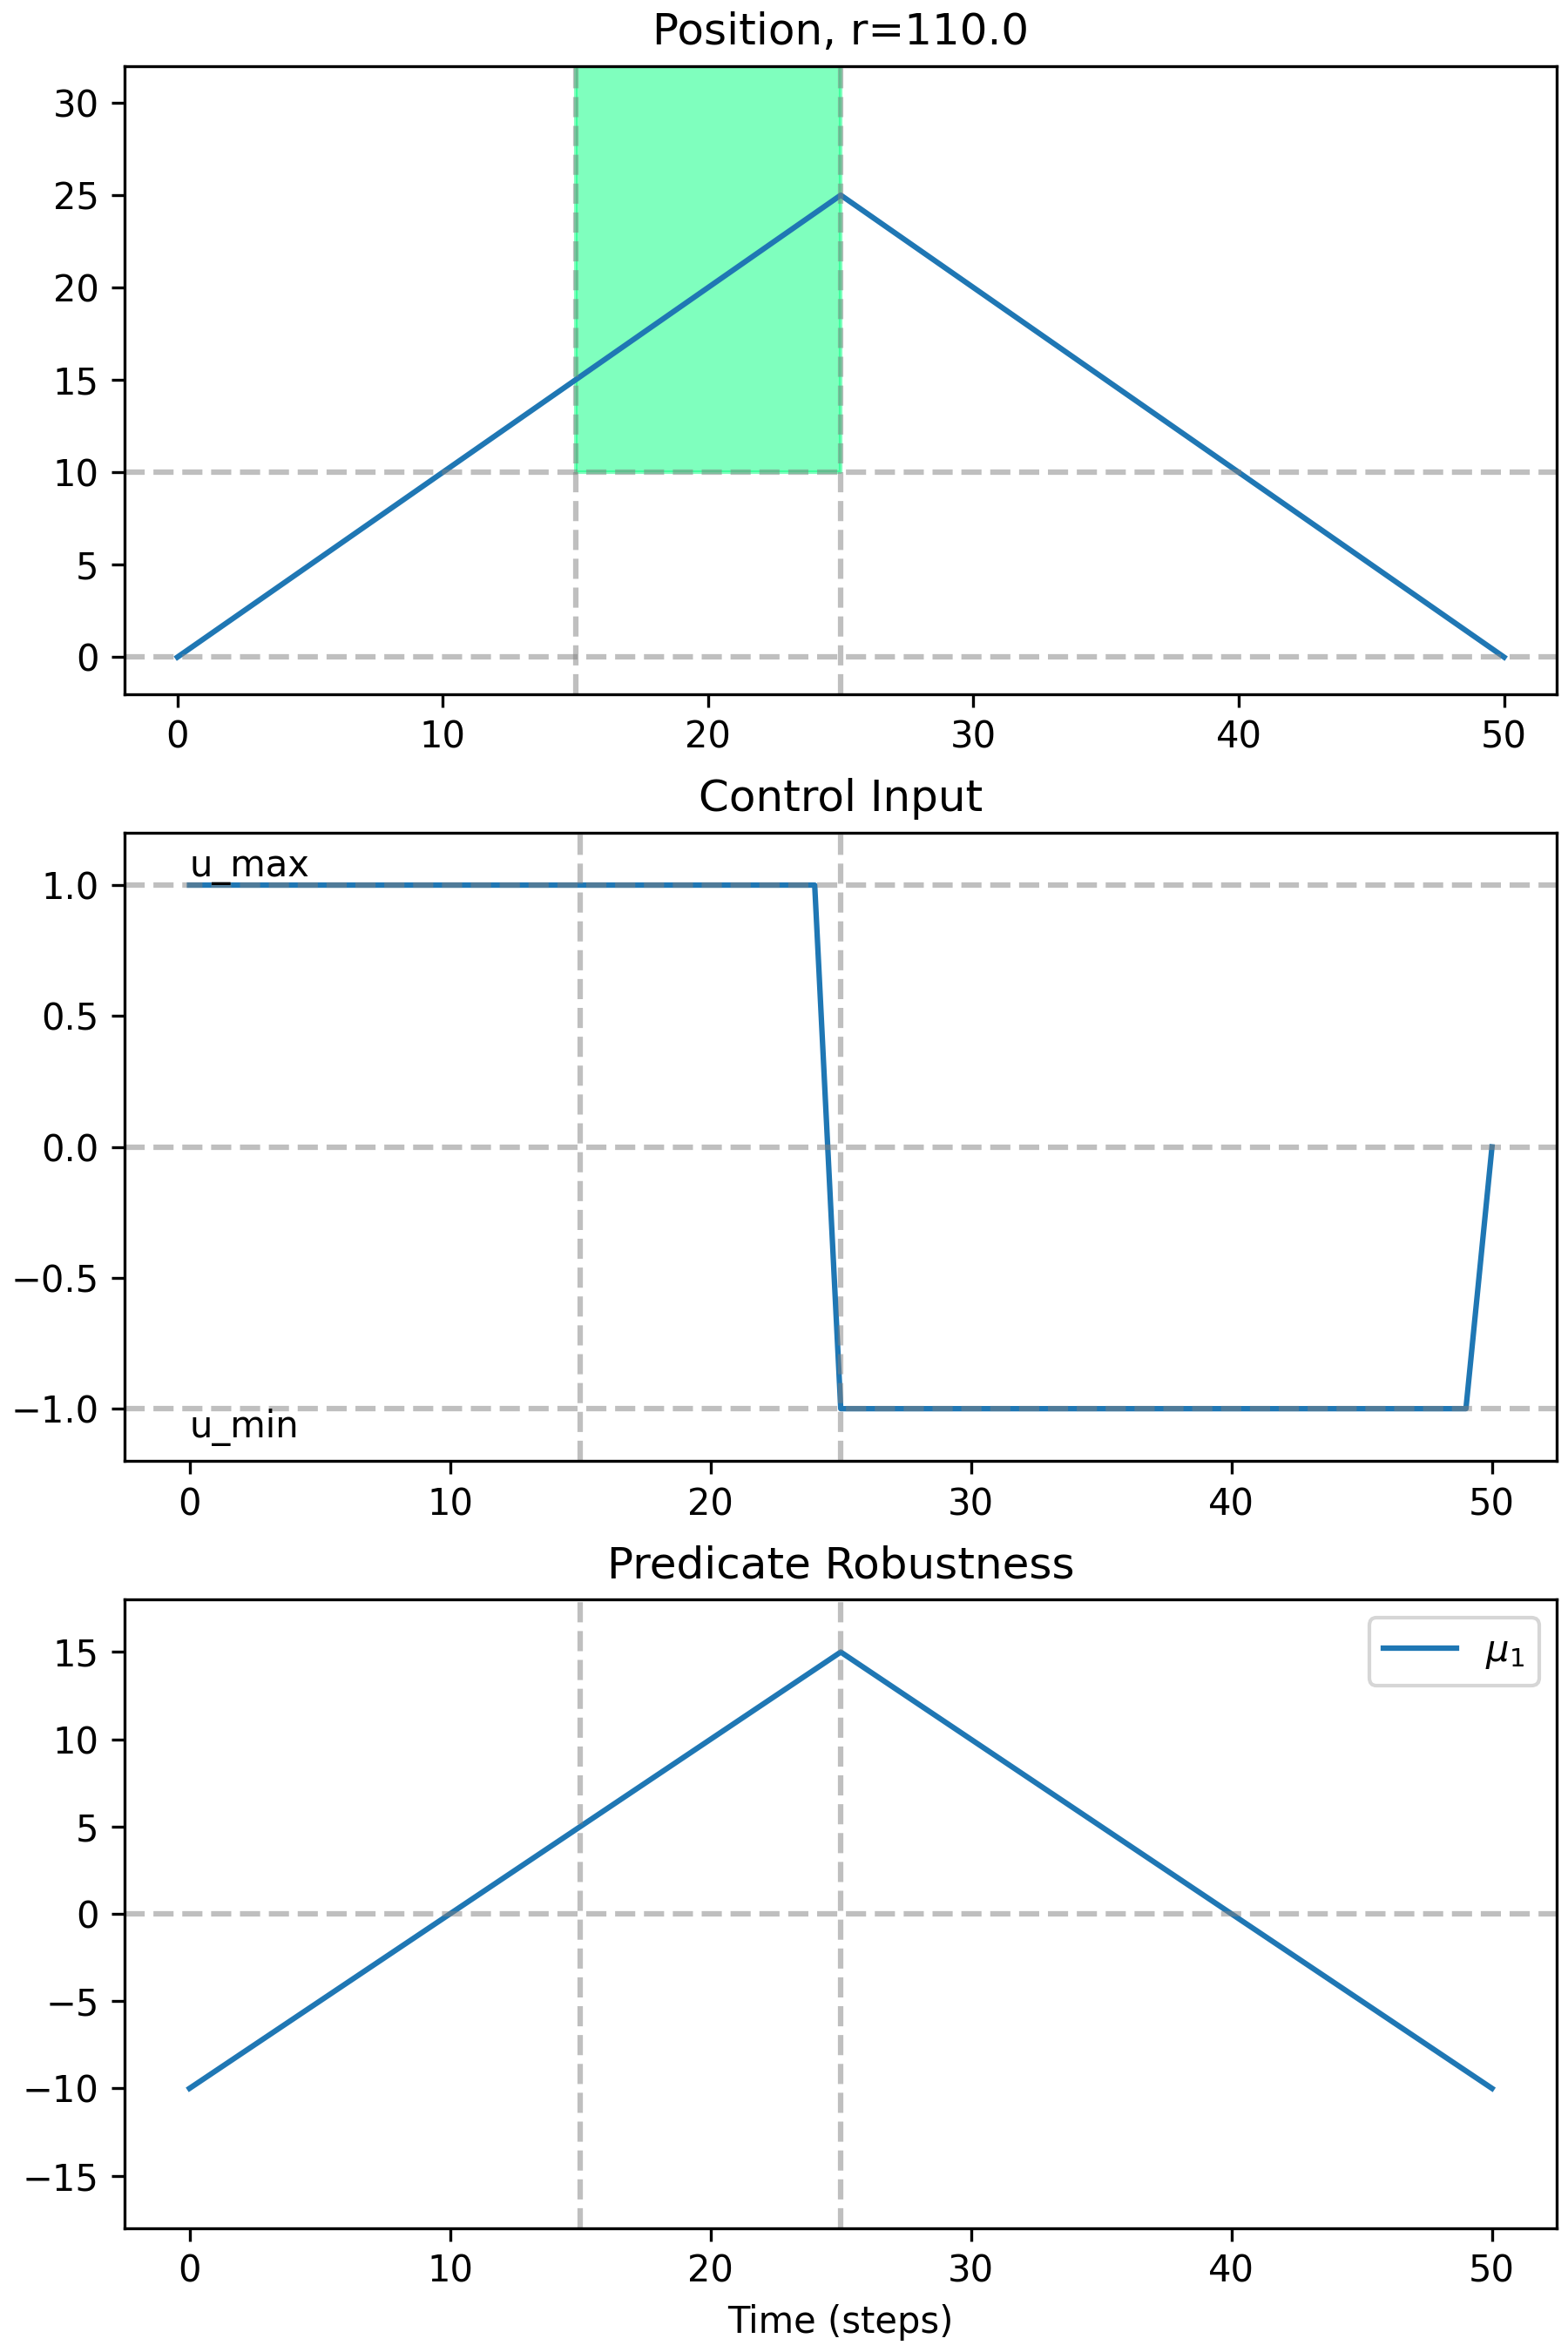 Position, r=110.0
30
25
20
15
10
5
0
0 10 20 30 40 50
Control Input
u_max
1.0
0.5
0.0
−0.5
−1.0
u_min
0 10 20 30 40 50
Predicate Robustness
μ₁
15
10
5
0
−5
−10
−15
0 10 20 30 40 50
Time (steps)